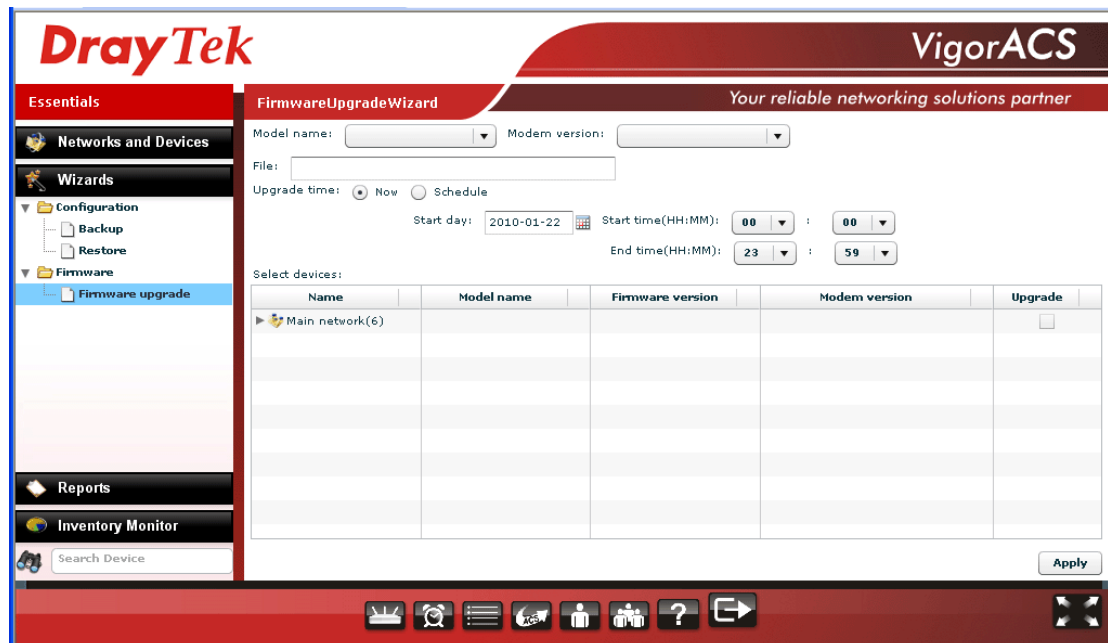 DrayTek
VigorACS
Essentials
FirmwareUpgradeWizard
Your reliable networking solutions partner
Networks and Devices
Wizards
Configuration
Backup
Restore
Firmware
Firmware upgrade
Reports
Inventory Monitor
Search Device
Model name:
Modem version:
File:
Upgrade time: Now Schedule
Start day: 2010-01-22 Start time(HH:MM): 00 : 00
End time(HH:MM): 23 : 59
Select devices:
Name Model name Firmware version Modem version Upgrade
Main network(6)
Apply
ACS
?